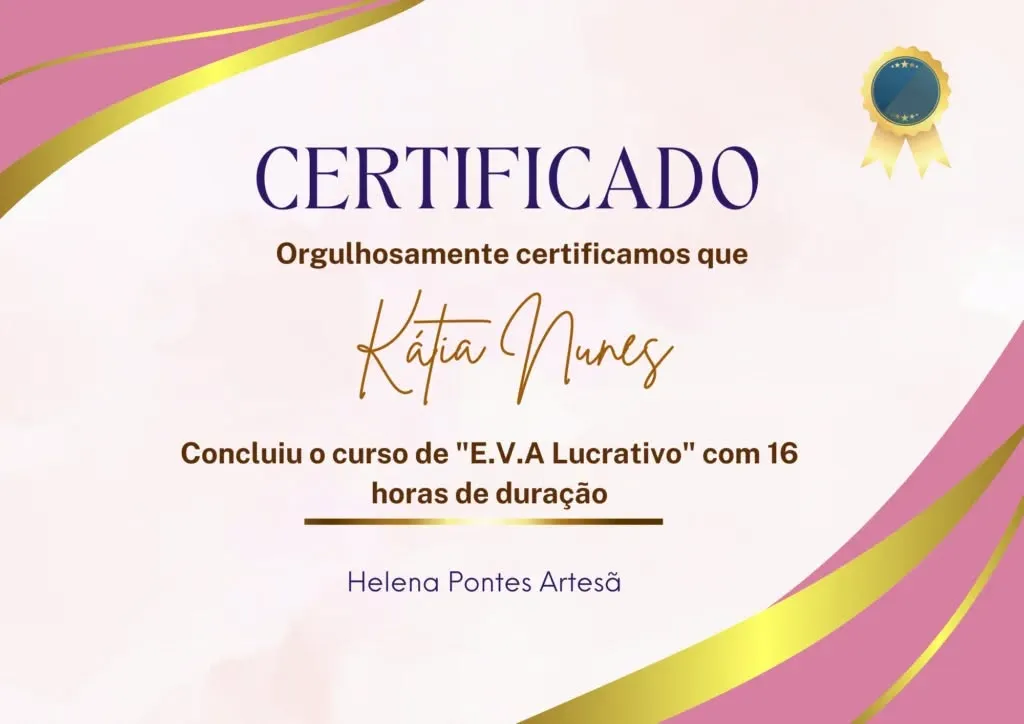 CERTIFICADO
Orgulhosamente certificamos que
Kátia Nunes
Concluiu o curso de "E.V.A Lucrativo" com 16
horas de duração
Helena Pontes Artesã